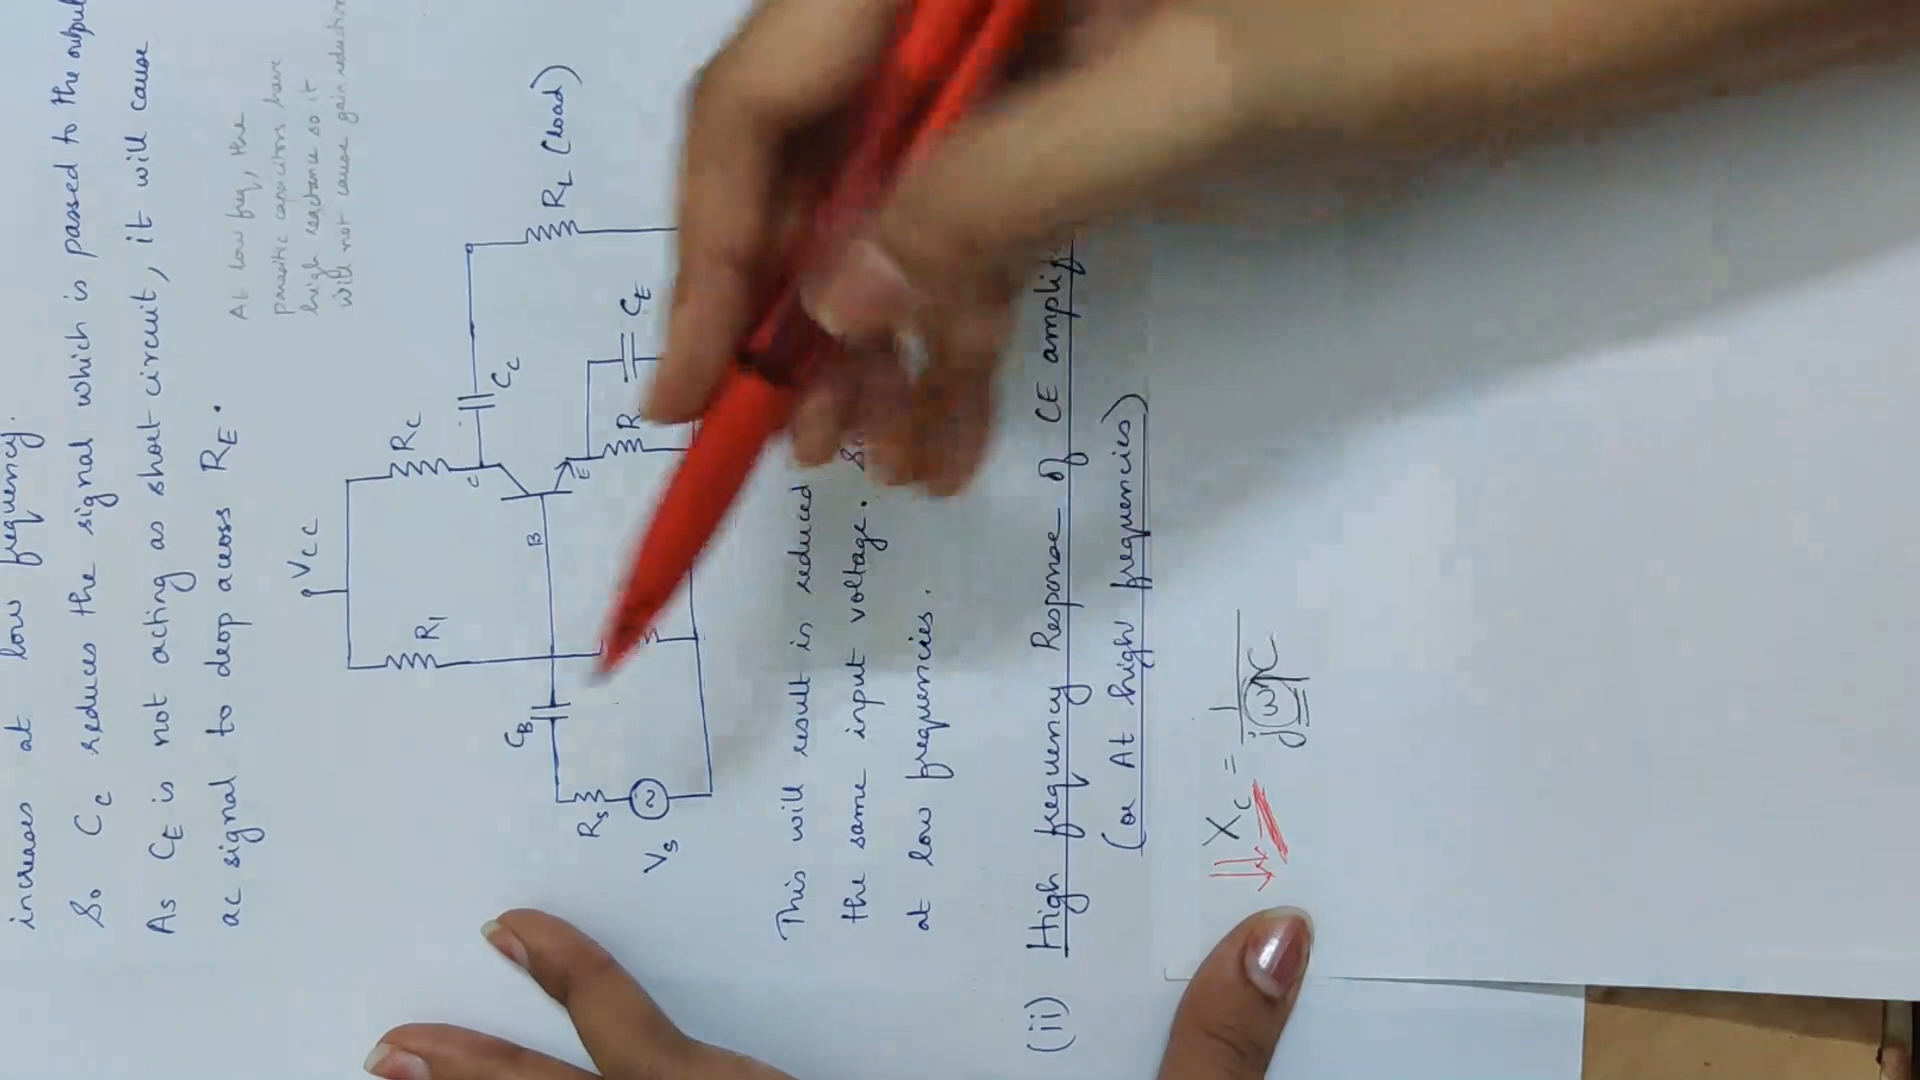 increases at low frequency.
So Cc reduces the signal which is passed to the output
As CE is not acting as short circuit, it will cause
ac signal to drop across RE.
At low freq, the
parasitic capacitors have
high reactance so it
will not cause gain reduction
VCC
R1
RC
C
CC
RL (load)
B
E
R
CE
CB
RS
VS
This will result in reduced
the same input voltage. So
at low frequencies.
(ii) High frequency Response of CE amplif
(or At high frequencies)
↓↓ Xc = 1
jωC